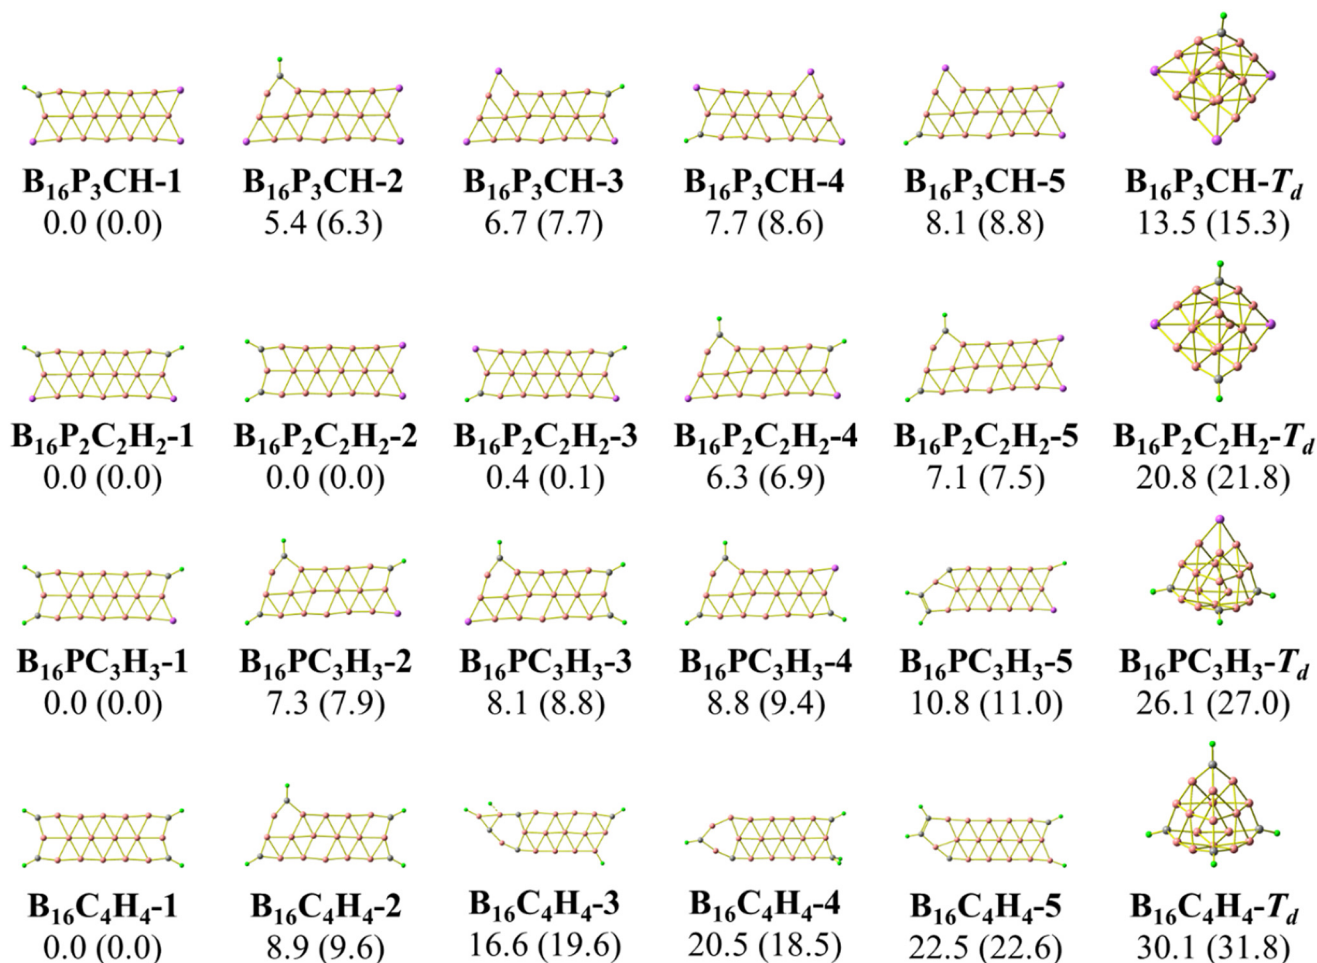 B₁₆P₃CH-1 B₁₆P₃CH-2 B₁₆P₃CH-3 B₁₆P₃CH-4 B₁₆P₃CH-5 B₁₆P₃CH-T_d
0.0 (0.0) 5.4 (6.3) 6.7 (7.7) 7.7 (8.6) 8.1 (8.8) 13.5 (15.3)
B₁₆P₂C₂H₂-1 B₁₆P₂C₂H₂-2 B₁₆P₂C₂H₂-3 B₁₆P₂C₂H₂-4 B₁₆P₂C₂H₂-5 B₁₆P₂C₂H₂-T_d
0.0 (0.0) 0.0 (0.0) 0.4 (0.1) 6.3 (6.9) 7.1 (7.5) 20.8 (21.8)
B₁₆PC₃H₃-1 B₁₆PC₃H₃-2 B₁₆PC₃H₃-3 B₁₆PC₃H₃-4 B₁₆PC₃H₃-5 B₁₆PC₃H₃-T_d
0.0 (0.0) 7.3 (7.9) 8.1 (8.8) 8.8 (9.4) 10.8 (11.0) 26.1 (27.0)
B₁₆C₄H₄-1 B₁₆C₄H₄-2 B₁₆C₄H₄-3 B₁₆C₄H₄-4 B₁₆C₄H₄-5 B₁₆C₄H₄-T_d
0.0 (0.0) 8.9 (9.6) 16.6 (19.6) 20.5 (18.5) 22.5 (22.6) 30.1 (31.8)